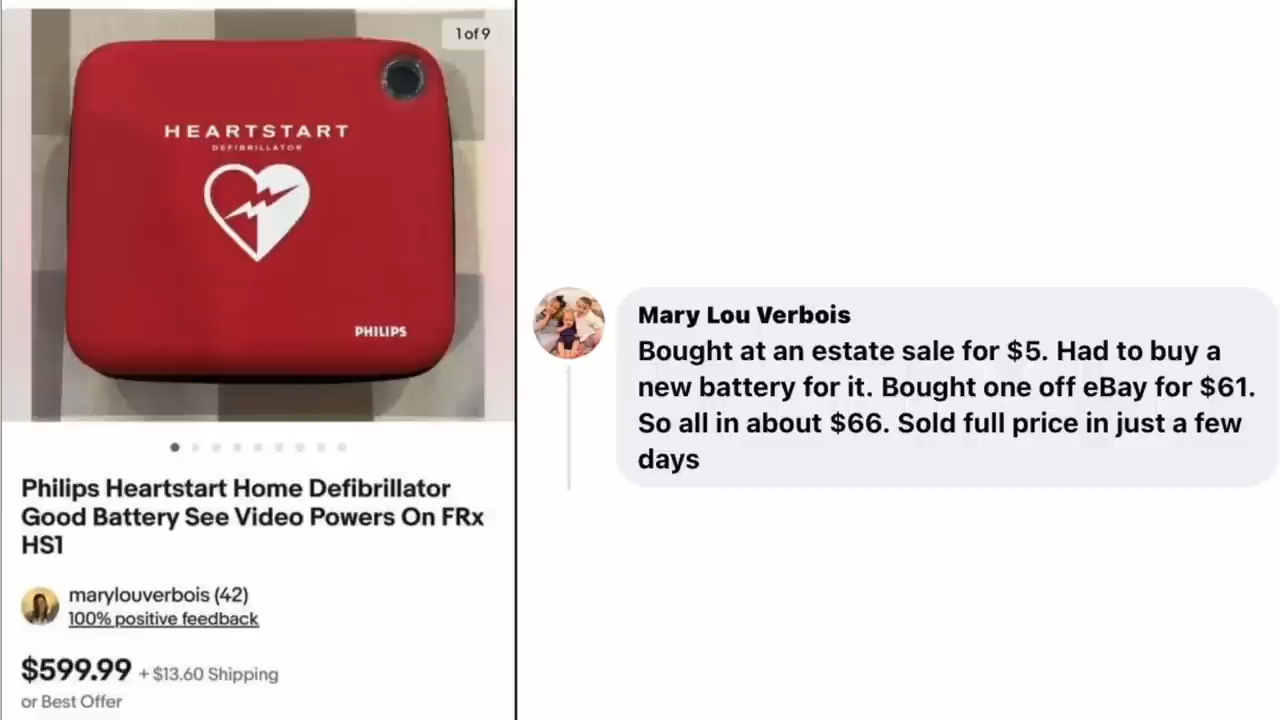 1 of 9
HEARTSTART
DEFIBRILLATOR
PHILIPS
Philips Heartstart Home Defibrillator
Good Battery See Video Powers On FRx
HS1
marylouverbois (42)
100% positive feedback
$599.99 + $13.60 Shipping
or Best Offer
Mary Lou Verbois
Bought at an estate sale for $5. Had to buy a
new battery for it. Bought one off eBay for $61.
So all in about $66. Sold full price in just a few
days